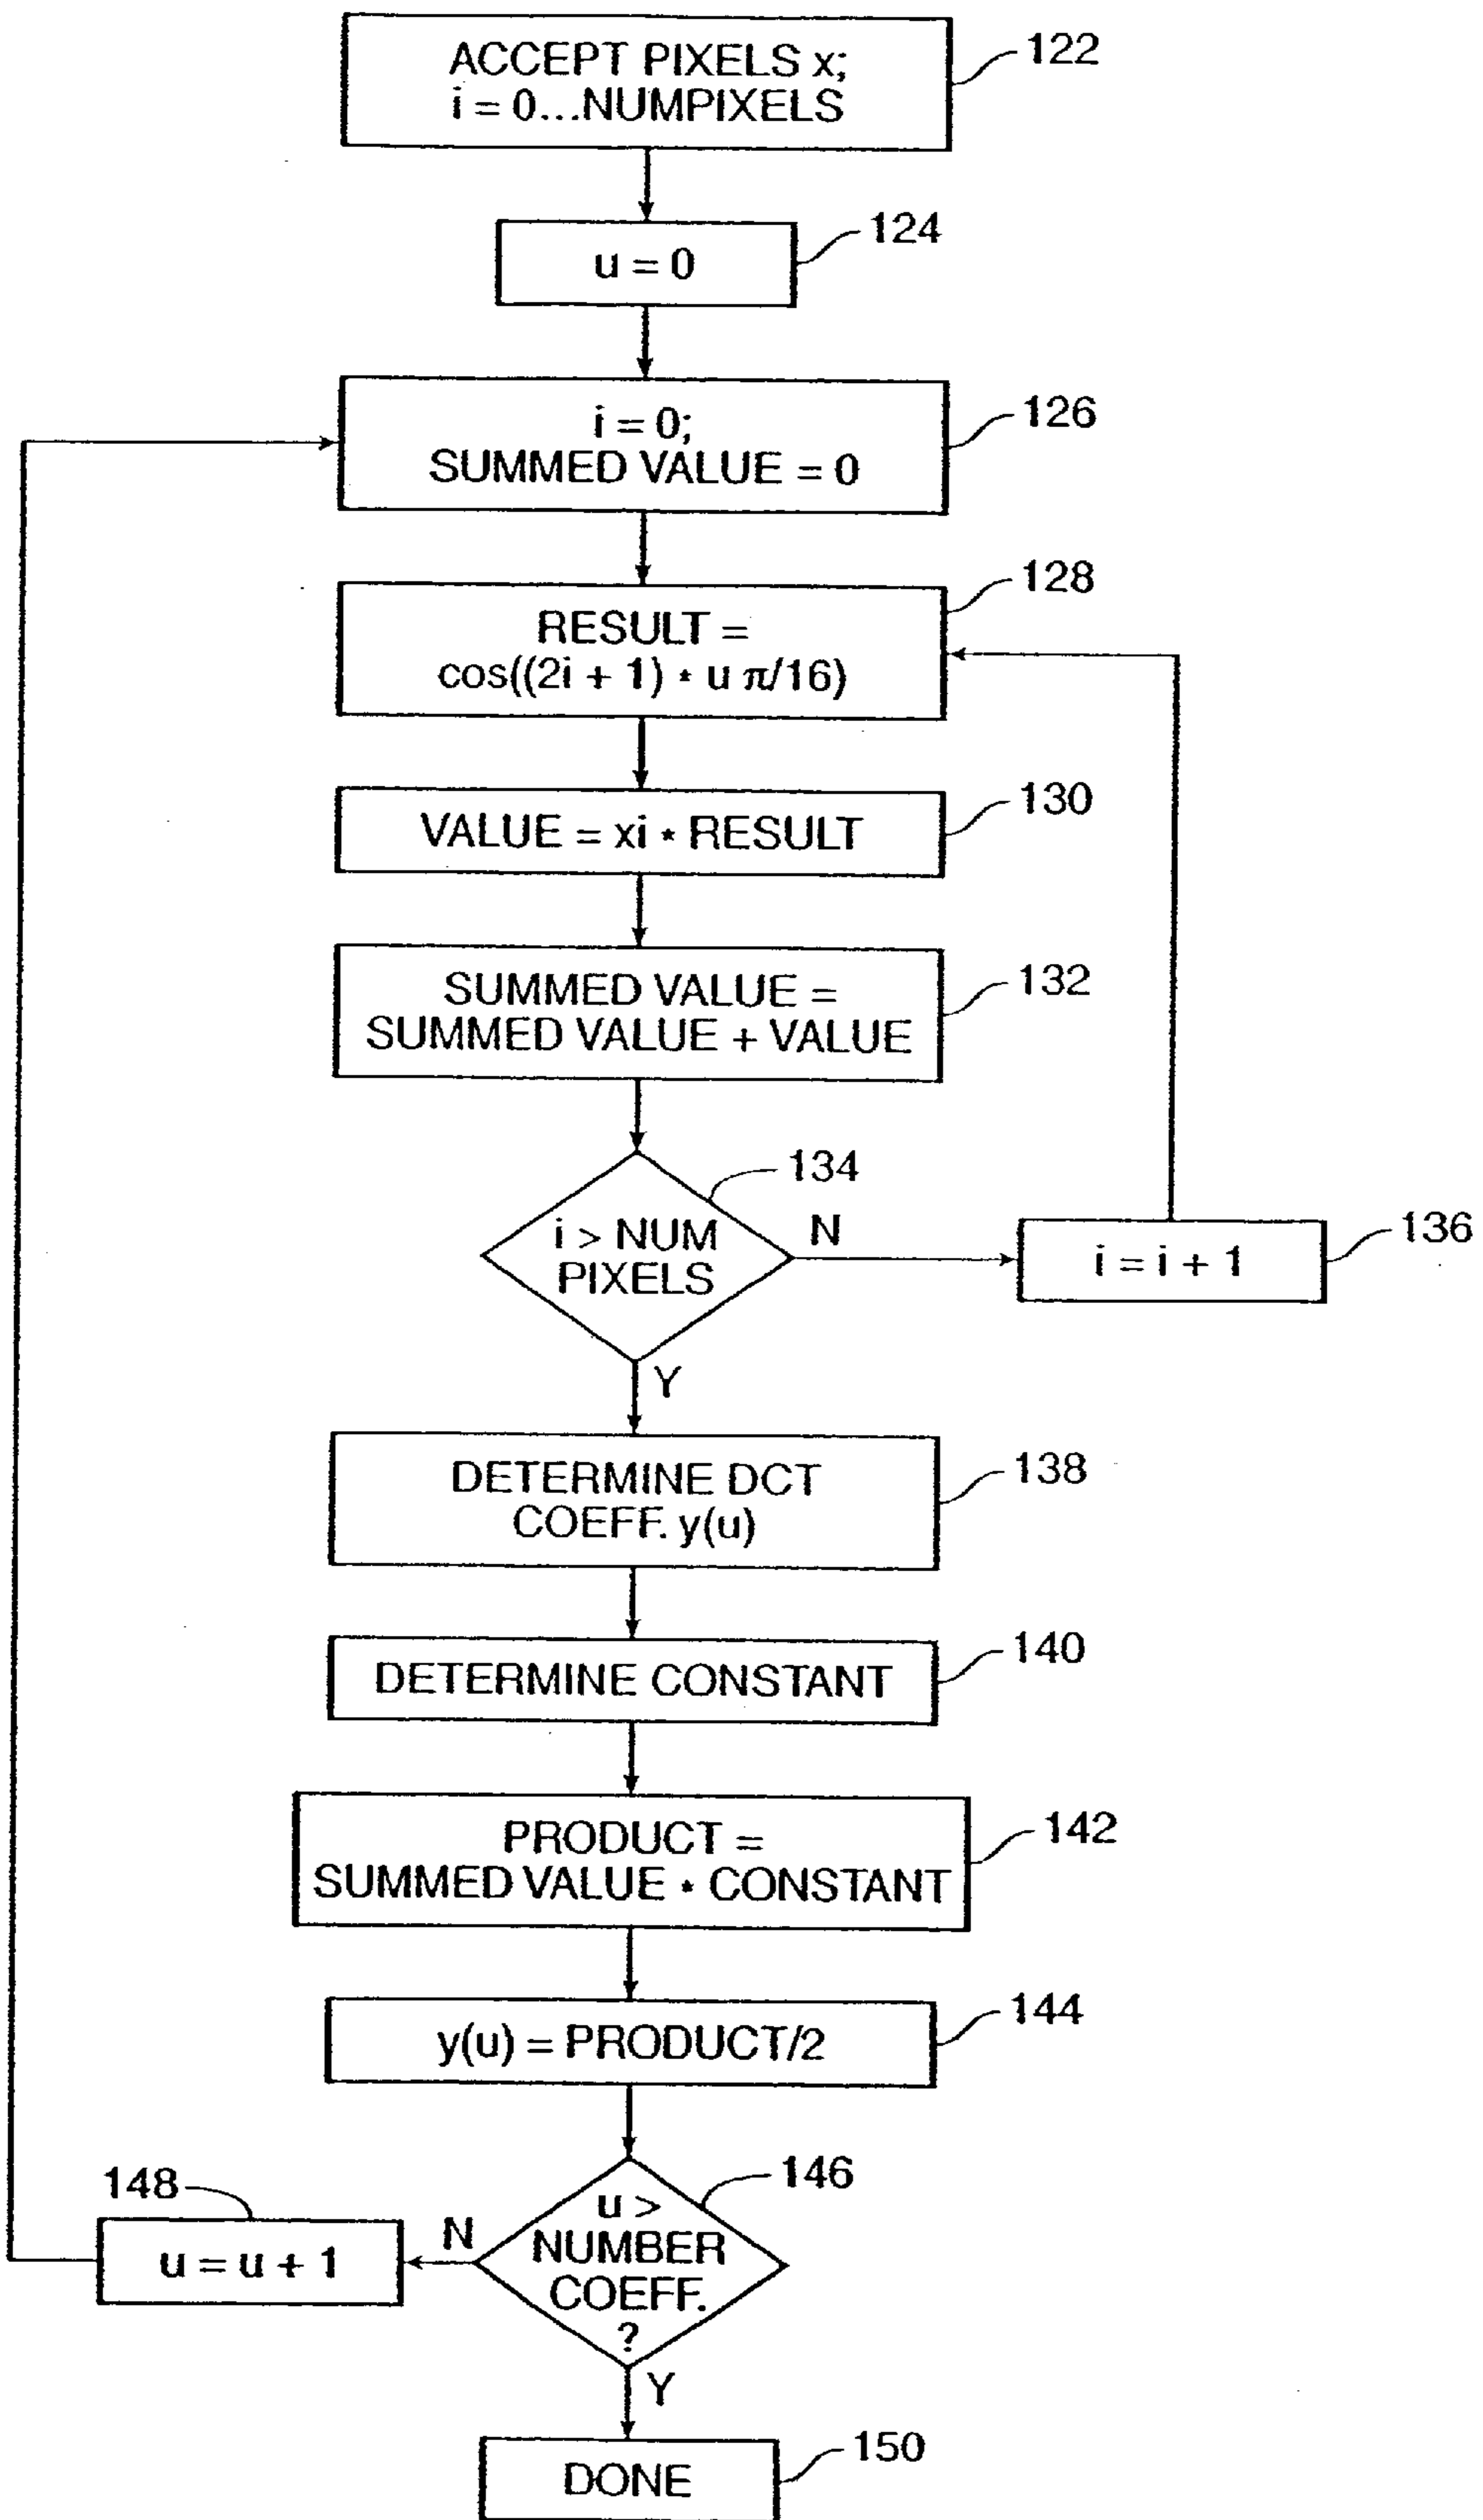 ACCEPT PIXELS x;
i = 0...NUMPIXELS
122
u = 0
124
i = 0;
SUMMED VALUE = 0
126
RESULT =
cos((2i + 1) * u π/16)
128
VALUE = xi * RESULT
130
SUMMED VALUE =
SUMMED VALUE + VALUE
132
134
i > NUM
PIXELS
N
i = i + 1
136
Y
DETERMINE DCT
COEFF. y(u)
138
DETERMINE CONSTANT
140
PRODUCT =
SUMMED VALUE * CONSTANT
142
y(u) = PRODUCT/2
144
146
u >
NUMBER
COEFF.
?
N
148
u = u + 1
Y
DONE
150